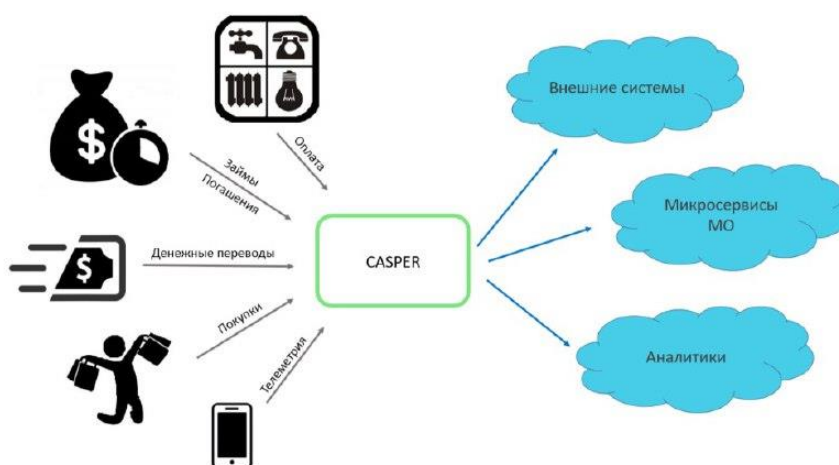 Оплата
Займы
Погашения
Денежные переводы
Покупки
Телеметрия
CASPER
Внешние системы
Микросервисы
МО
Аналитики